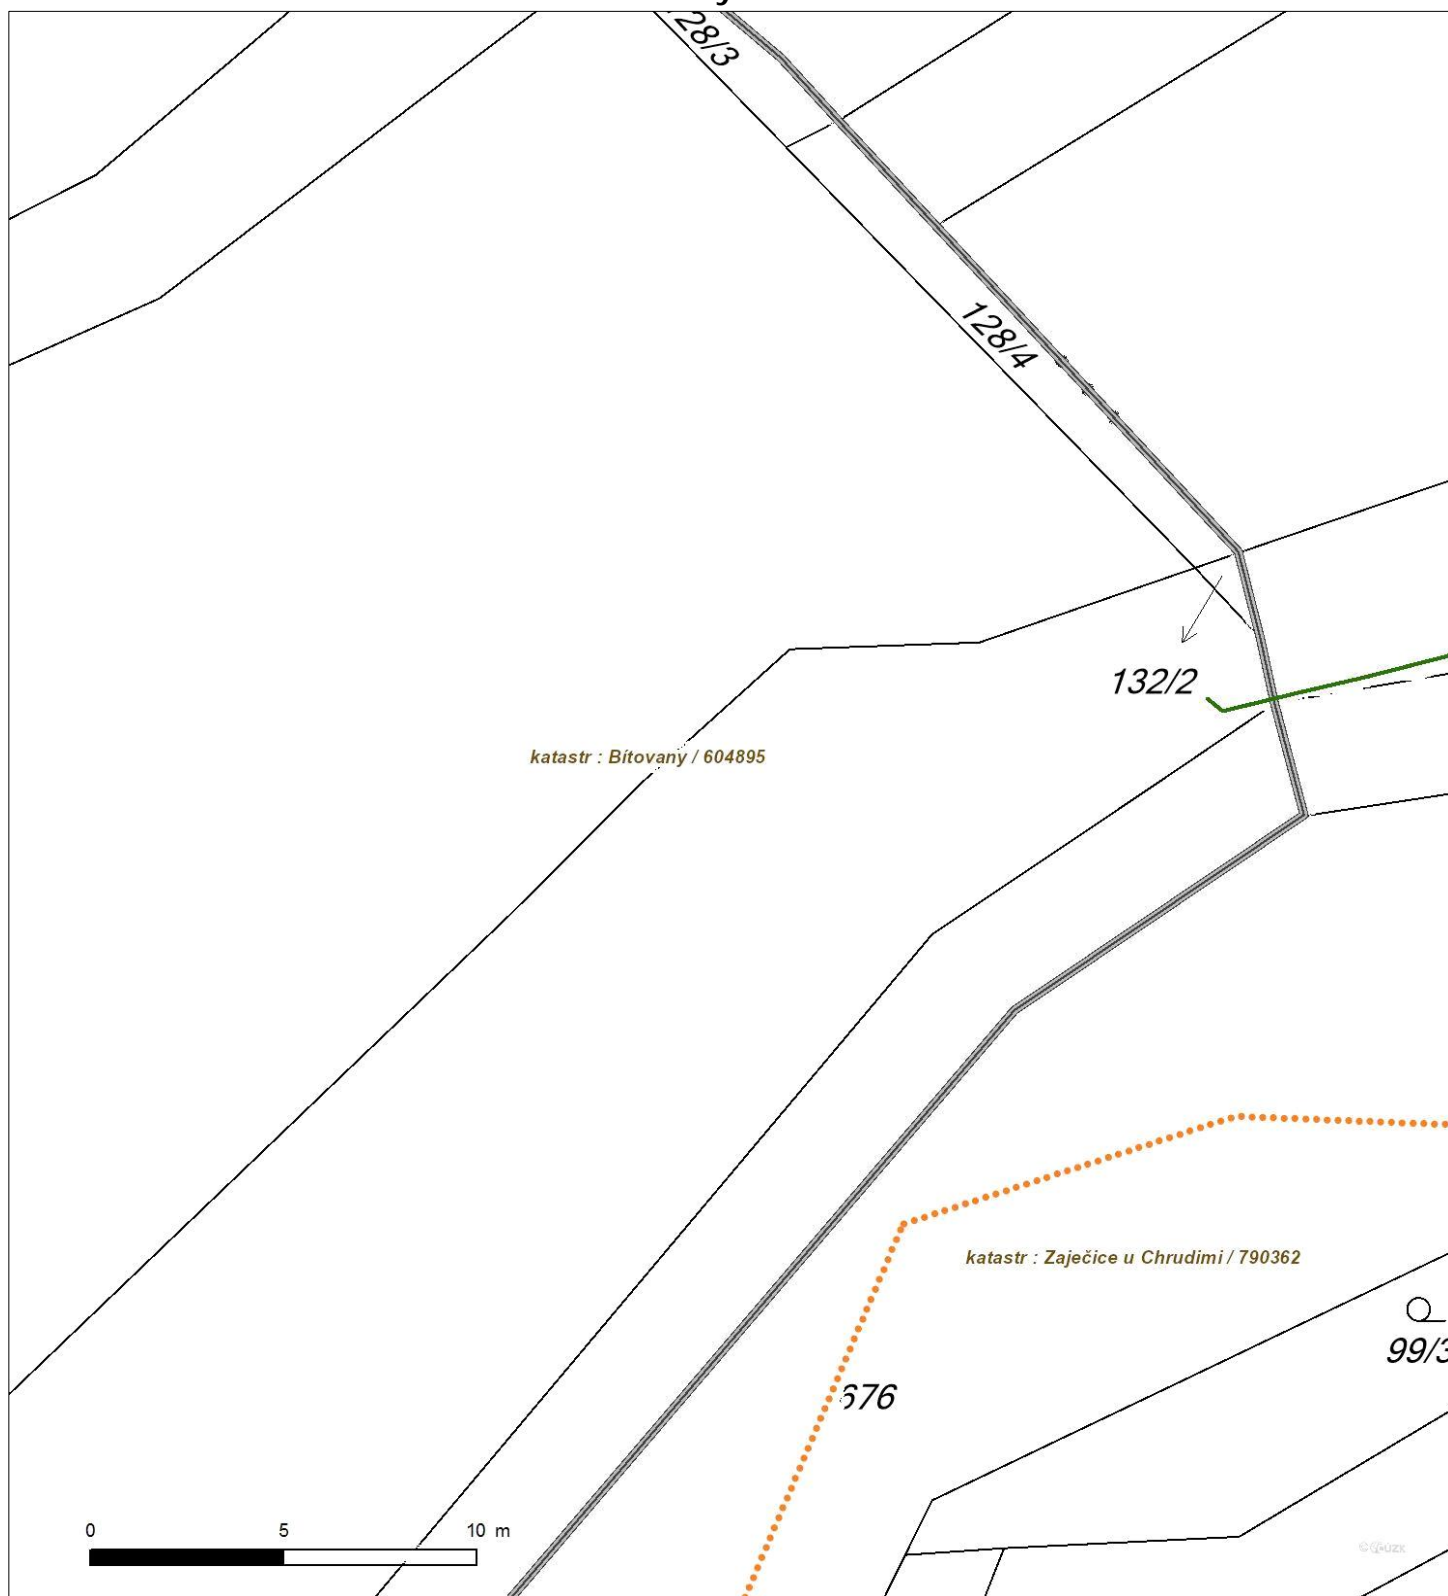 28/3
128/4
132/2
katastr : Bítovany / 604895
katastr : Zaječice u Chrudimi / 790362
99/3
676
0 5 10 m